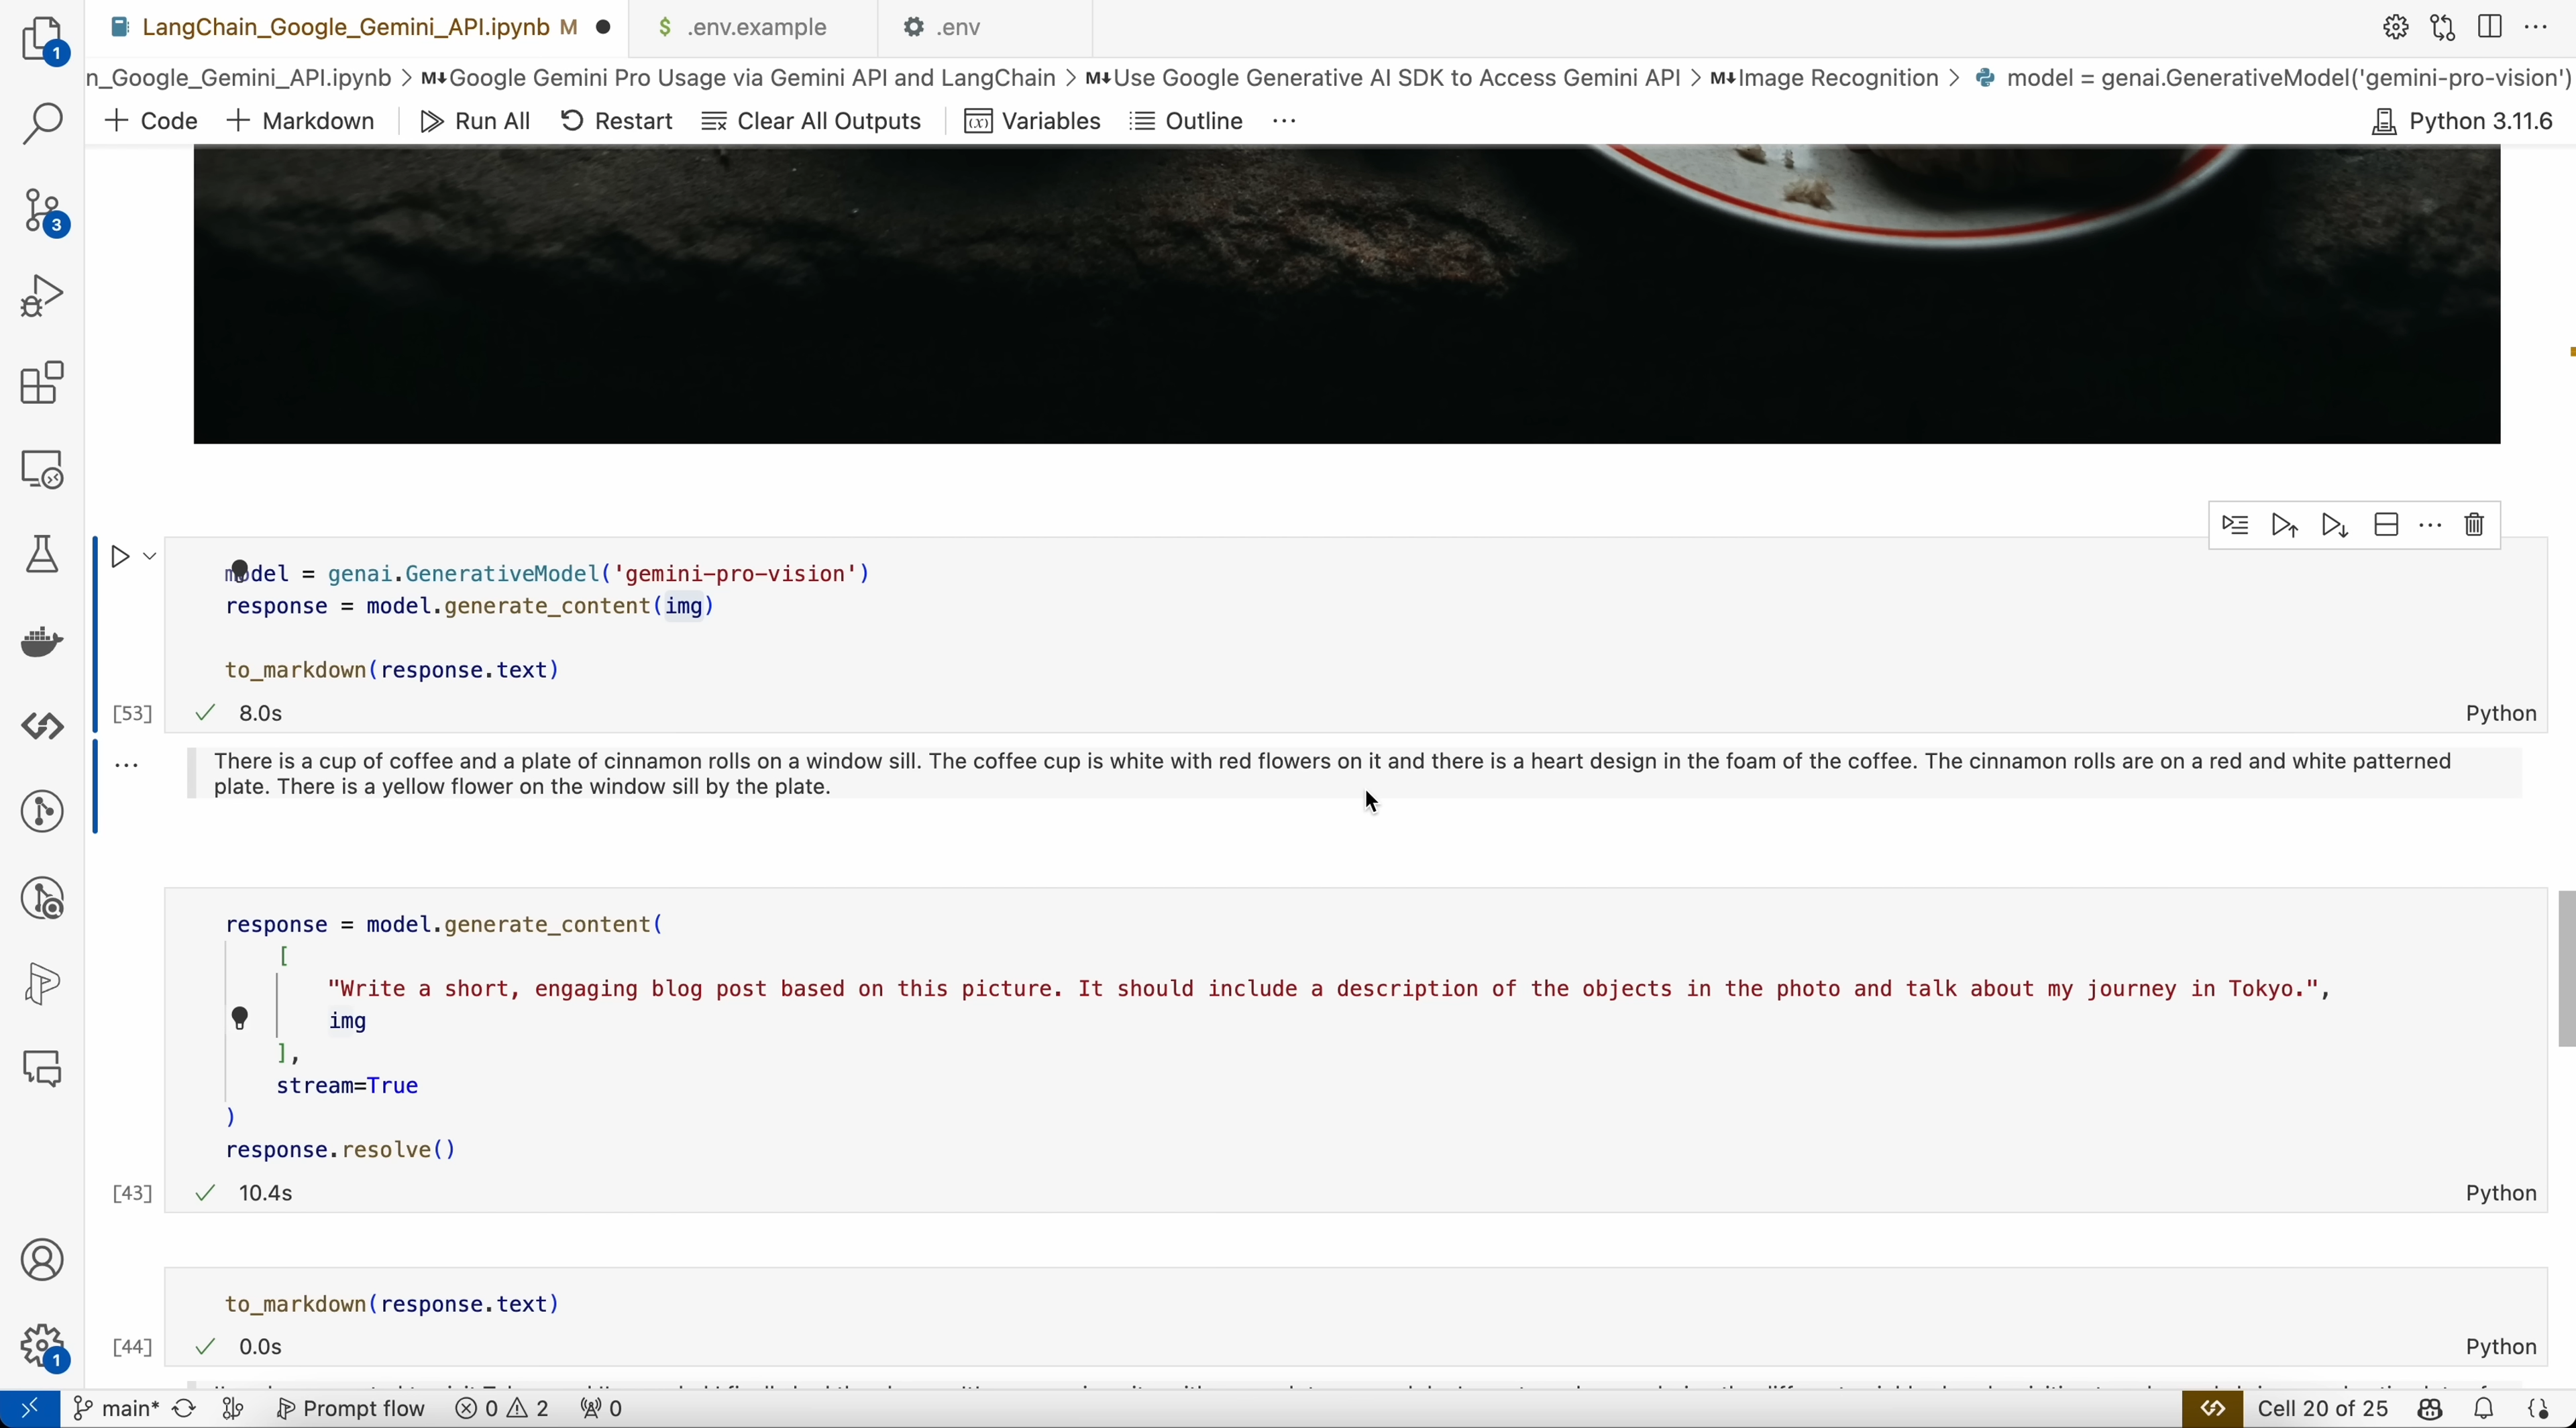 LangChain_Google_Gemini_API.ipynb M
$ .env.example
.env
n_Google_Gemini_API.ipynb > M↓Google Gemini Pro Usage via Gemini API and LangChain > M↓Use Google Generative AI SDK to Access Gemini API > M↓Image Recognition > model = genai.GenerativeModel('gemini-pro-vision')
+ Code + Markdown Run All Restart Clear All Outputs (x) Variables Outline ... Python 3.11.6
1
3
model = genai.GenerativeModel('gemini-pro-vision')
response = model.generate_content(img)
to_markdown(response.text)
[53] ✓ 8.0s Python
There is a cup of coffee and a plate of cinnamon rolls on a window sill. The coffee cup is white with red flowers on it and there is a heart design in the foam of the coffee. The cinnamon rolls are on a red and white patterned
plate. There is a yellow flower on the window sill by the plate.
response = model.generate_content(
[
"Write a short, engaging blog post based on this picture. It should include a description of the objects in the photo and talk about my journey in Tokyo.",
img
],
stream=True
)
response.resolve()
[43] ✓ 10.4s Python
to_markdown(response.text)
[44] ✓ 0.0s Python
1
main* Prompt flow 0 2 0 Cell 20 of 25